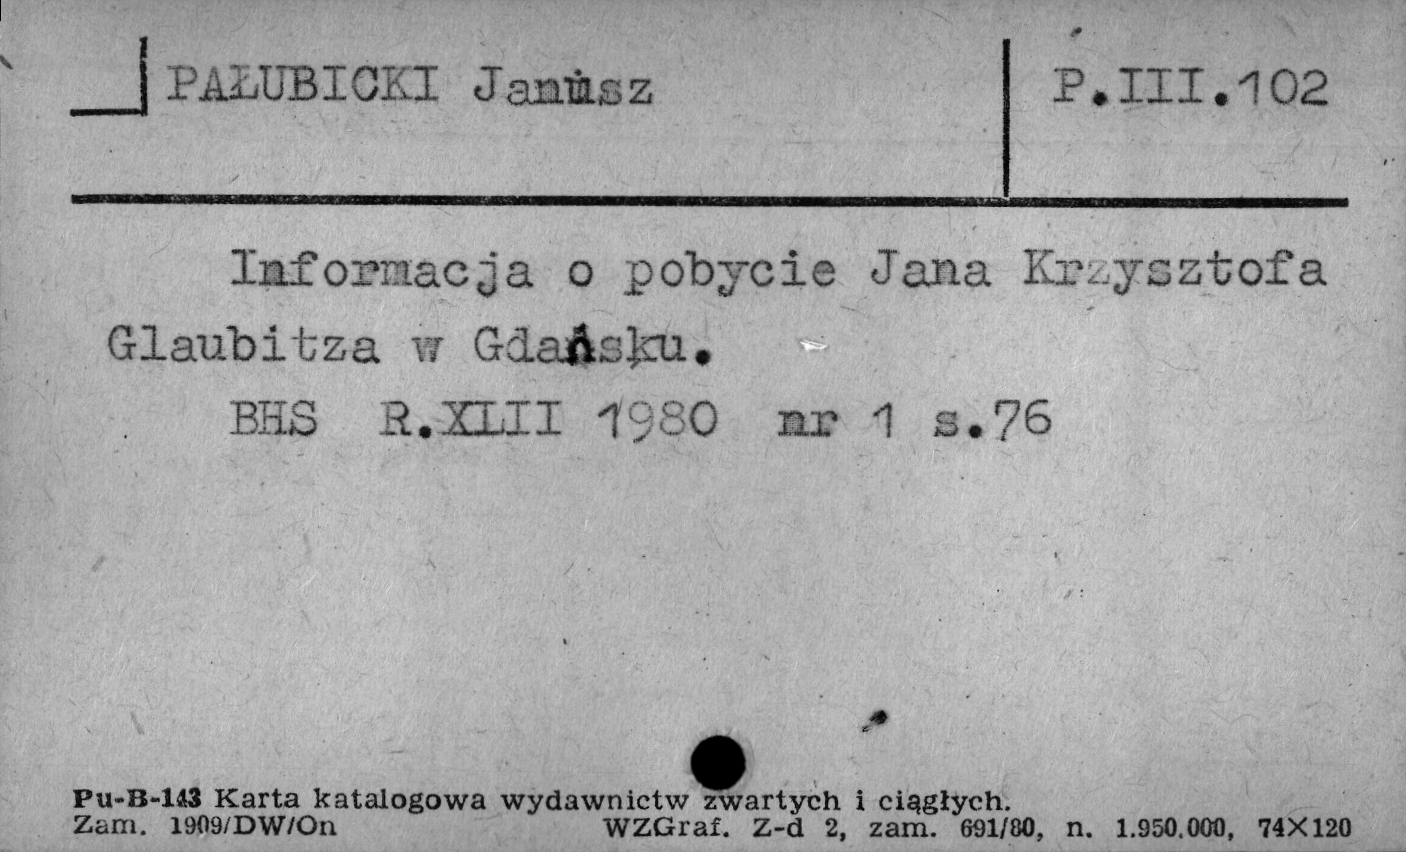 PAŁUBICKI Janusz P.III.102
Informacja o pobycie Jana Krzysztofa
Glaubitza w Gdańsku.
BHS R.XLII 1980 nr 1 s.76
Pu-B-143 Karta katalogowa wydawnictw zwartych i ciągłych.
Zam. 1909/DW/On WZGraf. Z-d 2, zam. 691/80, n. 1.950.000, 74X120